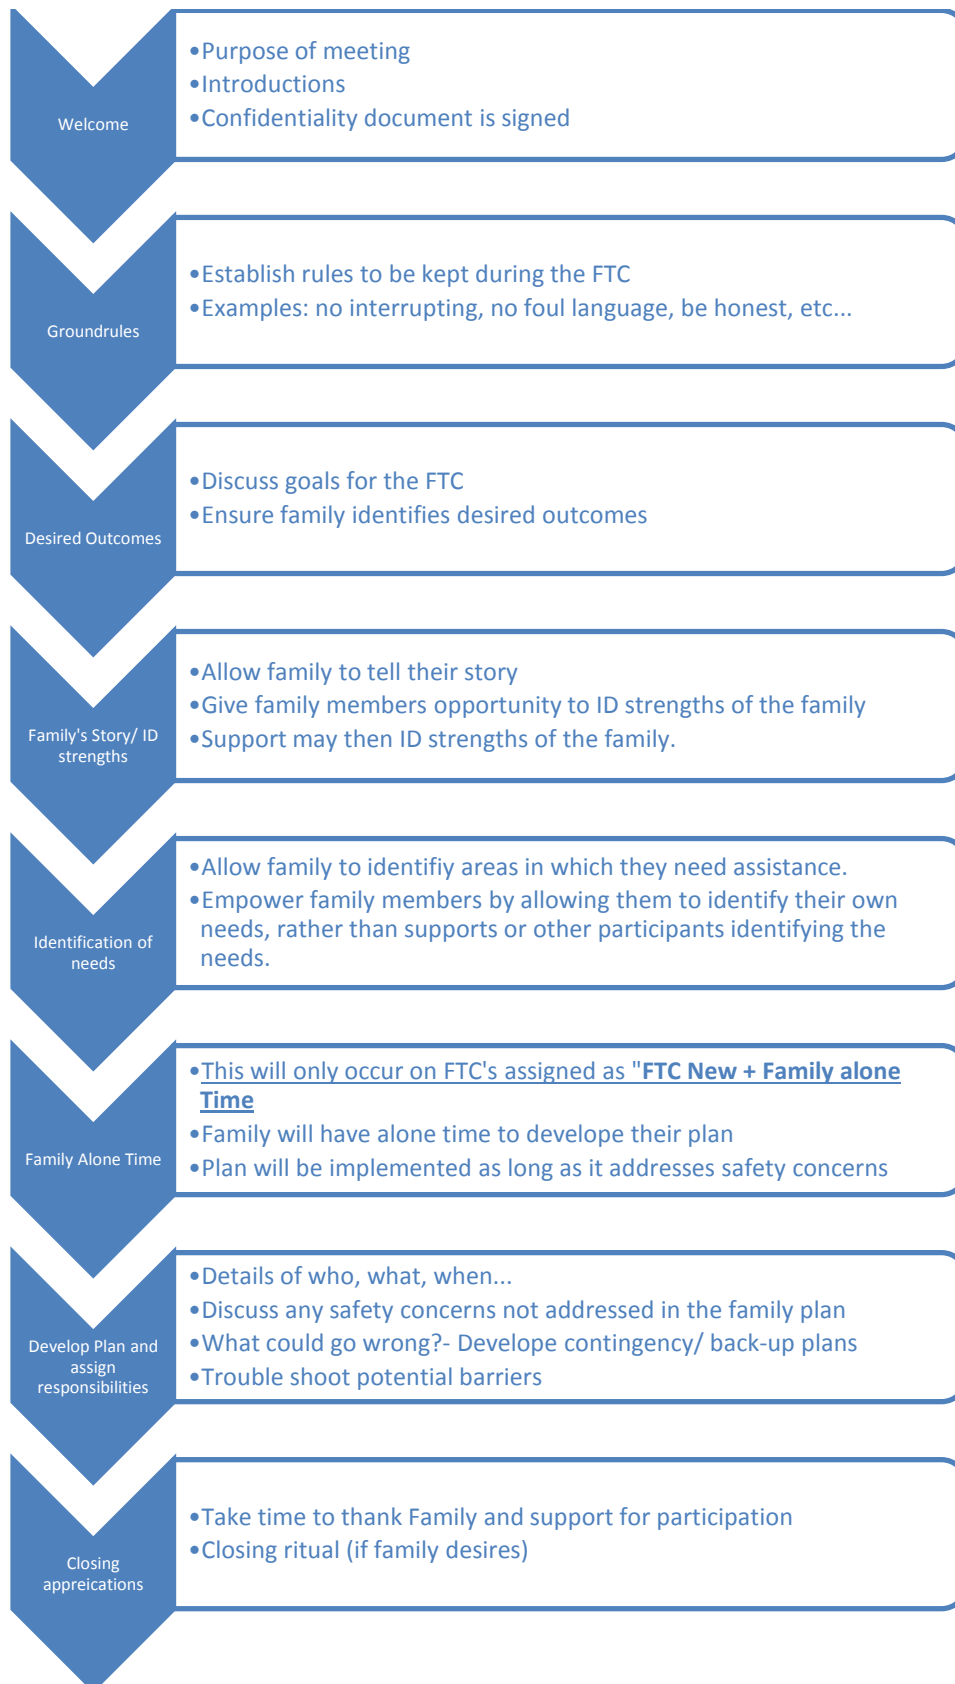 Welcome
•Purpose of meeting
•Introductions
•Confidentiality document is signed
Groundrules
•Establish rules to be kept during the FTC
•Examples: no interrupting, no foul language, be honest, etc...
Desired Outcomes
•Discuss goals for the FTC
•Ensure family identifies desired outcomes
Family's Story/ ID
strengths
•Allow family to tell their story
•Give family members opportunity to ID strengths of the family
•Support may then ID strengths of the family.
Identification of
needs
•Allow family to identifiy areas in which they need assistance.
•Empower family members by allowing them to identify their own
needs, rather than supports or other participants identifying the
needs.
Family Alone Time
•This will only occur on FTC's assigned as "FTC New + Family alone
Time
•Family will have alone time to develope their plan
•Plan will be implemented as long as it addresses safety concerns
Develop Plan and
assign
responsibilities
•Details of who, what, when...
•Discuss any safety concerns not addressed in the family plan
•What could go wrong?- Develope contingency/ back-up plans
•Trouble shoot potential barriers
Closing
appreications
•Take time to thank Family and support for participation
•Closing ritual (if family desires)